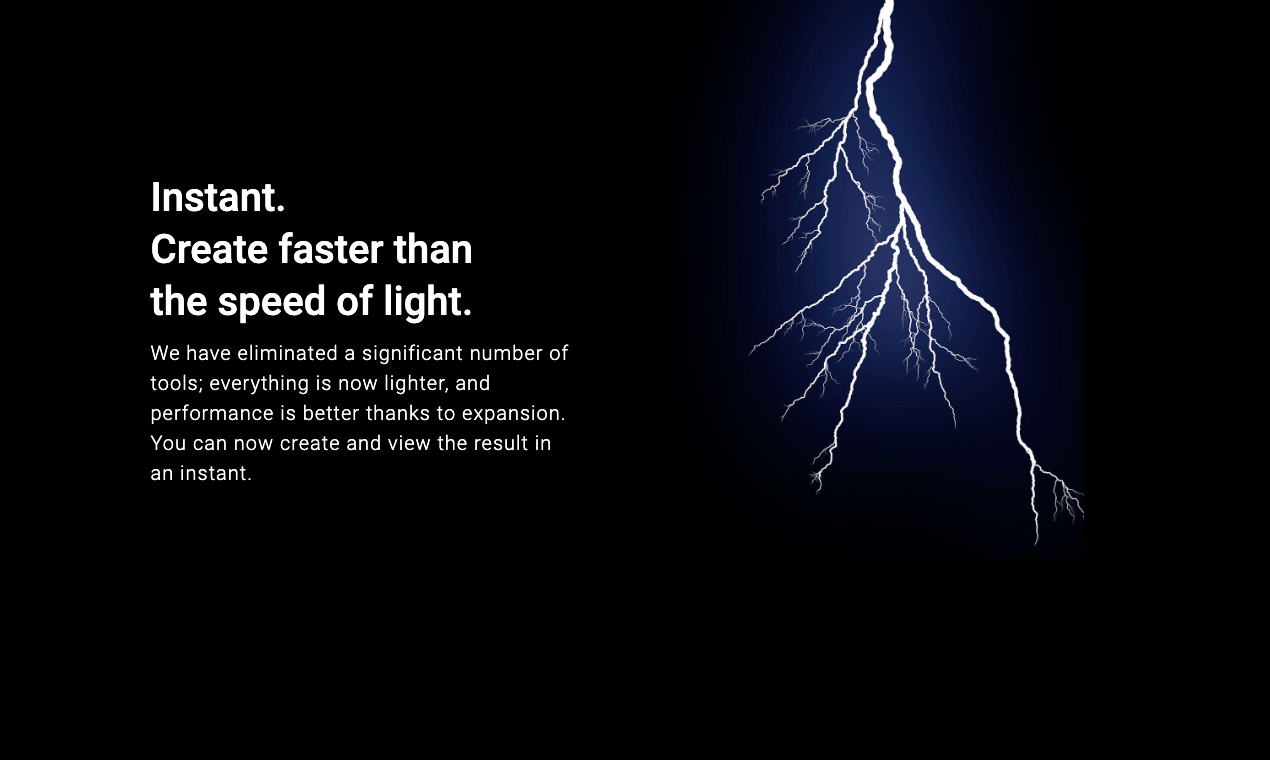 Instant.
Create faster than
the speed of light.
We have eliminated a significant number of
tools; everything is now lighter, and
performance is better thanks to expansion.
You can now create and view the result in
an instant.